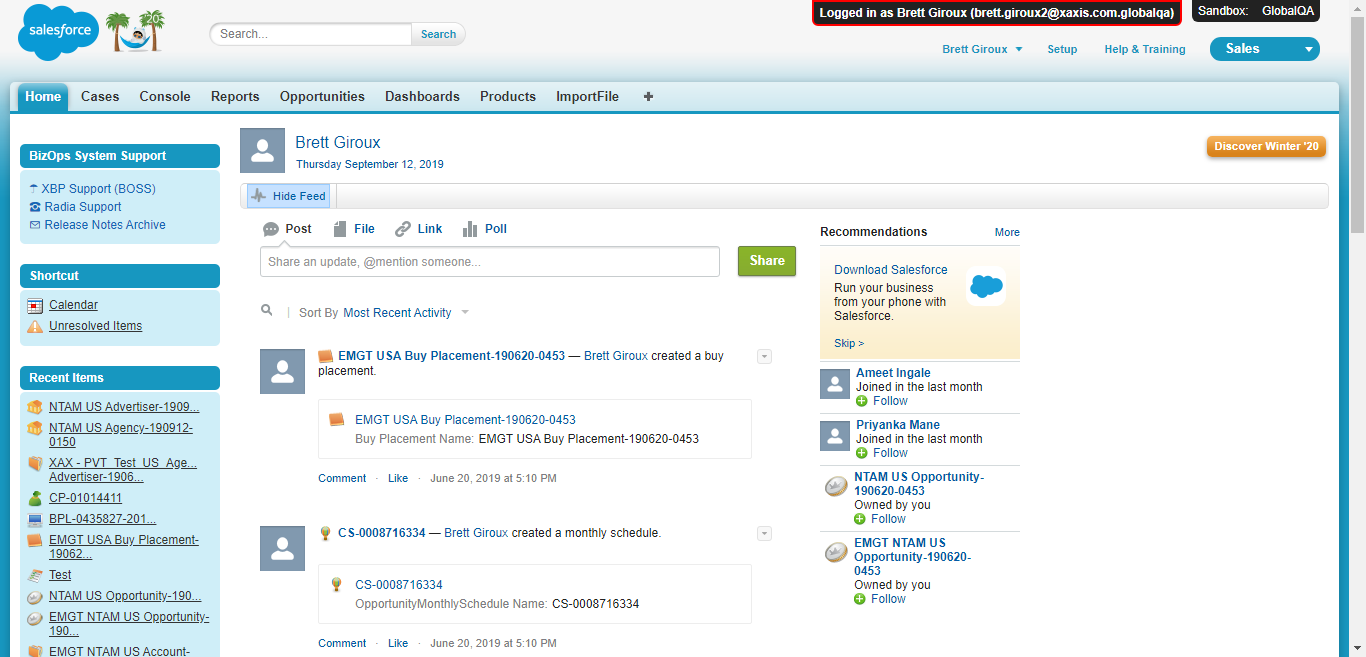 salesforce
20
Search...
Search
Logged in as Brett Giroux (brett.giroux2@xaxis.com.globalqa)
Sandbox: GlobalQA
Brett Giroux
Setup
Help & Training
Sales
Home
Cases
Console
Reports
Opportunities
Dashboards
Products
ImportFile
+
BizOps System Support
XBP Support (BOSS)
Radia Support
Release Notes Archive
Shortcut
Calendar
Unresolved Items
Recent Items
NTAM US Advertiser-1909...
NTAM US Agency-190912-
0150
XAX - PVT_Test_US_Age...
Advertiser-1906...
CP-01014411
BPL-0435827-201...
EMGT USA Buy Placement-
19062...
Test
NTAM US Opportunity-190...
EMGT NTAM US Opportunity-
190...
EMGT NTAM US Account-
Brett Giroux
Thursday September 12, 2019
Discover Winter '20
Hide Feed
Post
File
Link
Poll
Share an update, @mention someone...
Share
Sort By Most Recent Activity
EMGT USA Buy Placement-190620-0453 — Brett Giroux created a buy
placement.
EMGT USA Buy Placement-190620-0453
Buy Placement Name: EMGT USA Buy Placement-190620-0453
Comment · Like · June 20, 2019 at 5:10 PM
CS-0008716334 — Brett Giroux created a monthly schedule.
CS-0008716334
OpportunityMonthlySchedule Name: CS-0008716334
Comment · Like · June 20, 2019 at 5:10 PM
Recommendations
More
Download Salesforce
Run your business
from your phone with
Salesforce.
Skip >
Ameet Ingale
Joined in the last month
Follow
Priyanka Mane
Joined in the last month
Follow
NTAM US Opportunity-
190620-0453
Owned by you
Follow
EMGT NTAM US
Opportunity-190620-
0453
Owned by you
Follow